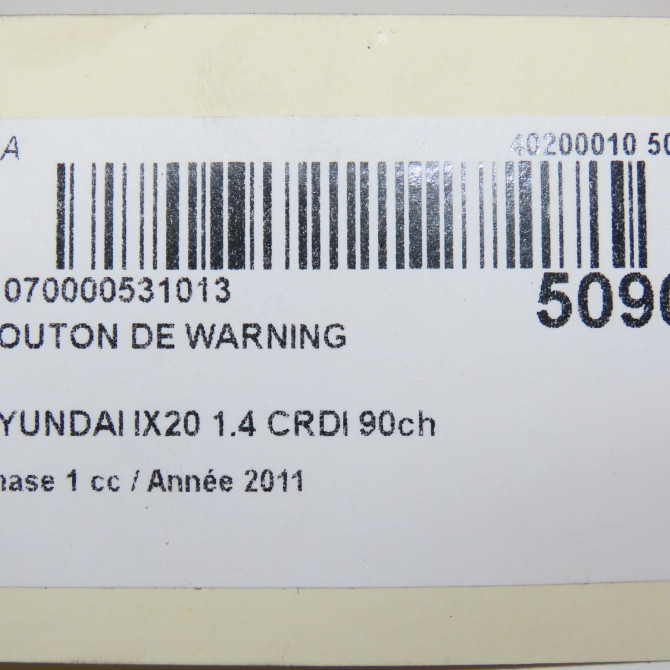 A 40200010 50
070000531013 5090
OUTON DE WARNING
YUNDAI IX20 1.4 CRDI 90ch
hase 1 cc / Année 2011